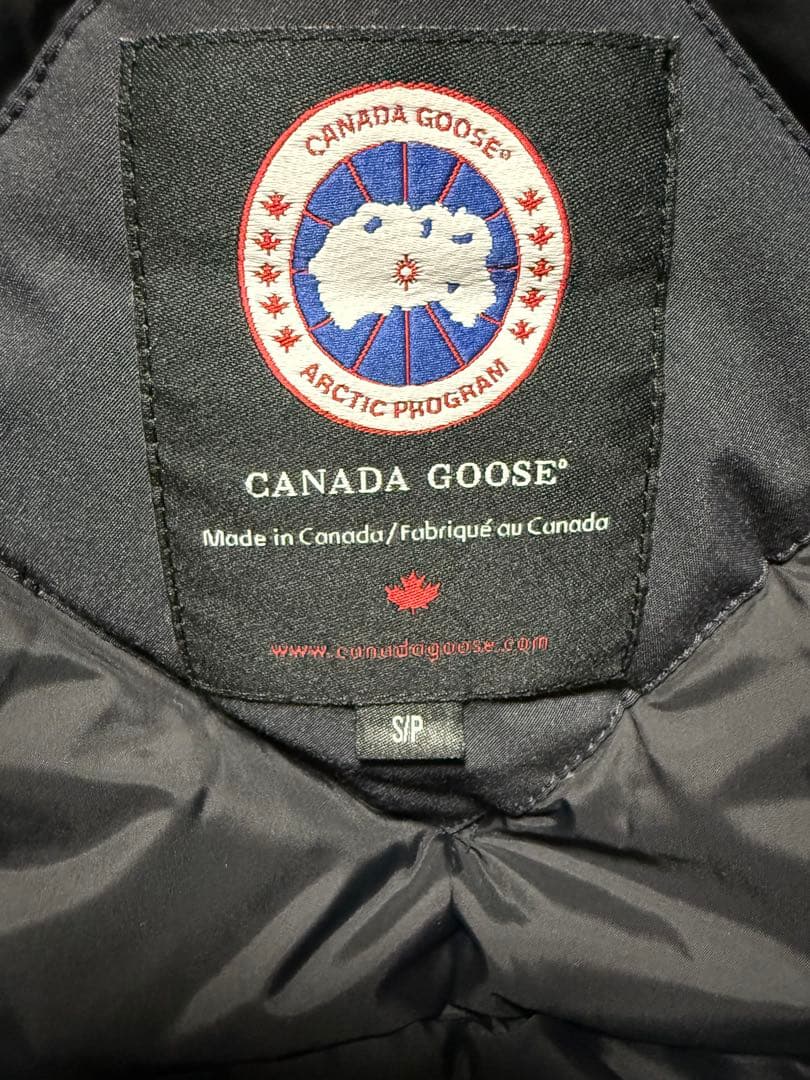 CANADA GOOSE®
ARCTIC PROGRAM
CANADA GOOSE®
Made in Canada/Fabriqué au Canada
www.canadagoose.com
S/P